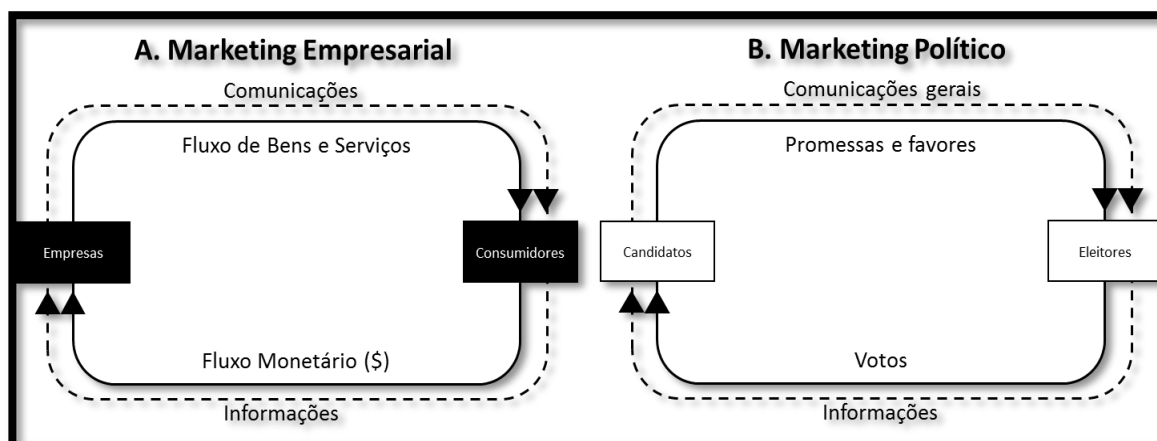 A. Marketing Empresarial
Comunicações
Fluxo de Bens e Serviços
Empresas
Consumidores
Fluxo Monetário ($)
Informações
B. Marketing Político
Comunicações gerais
Promessas e favores
Candidatos
Eleitores
Votos
Informações